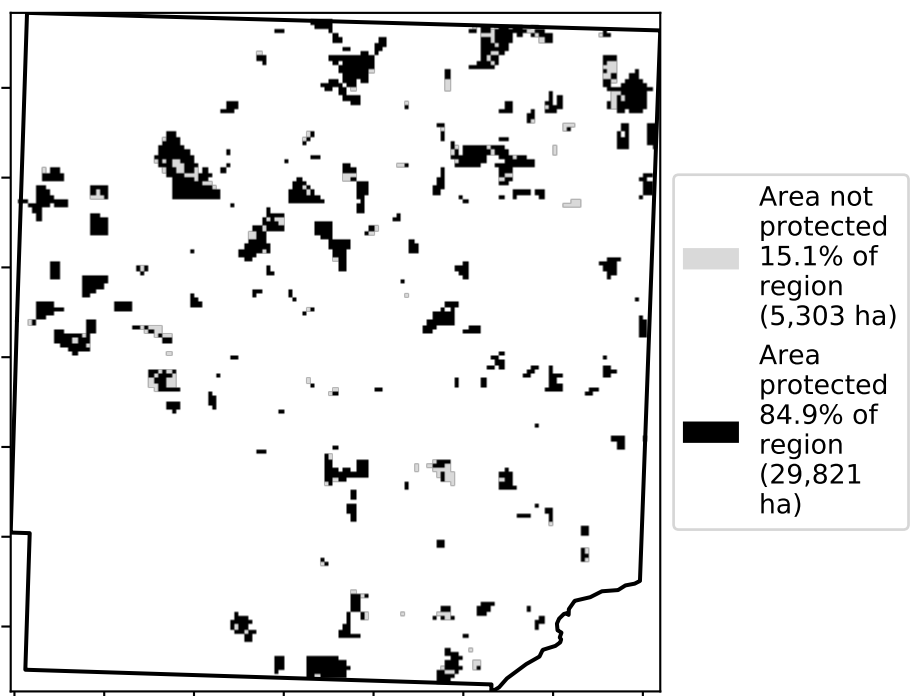 Area not
protected
15.1% of
region
(5,303 ha)
Area
protected
84.9% of
region
(29,821
ha)